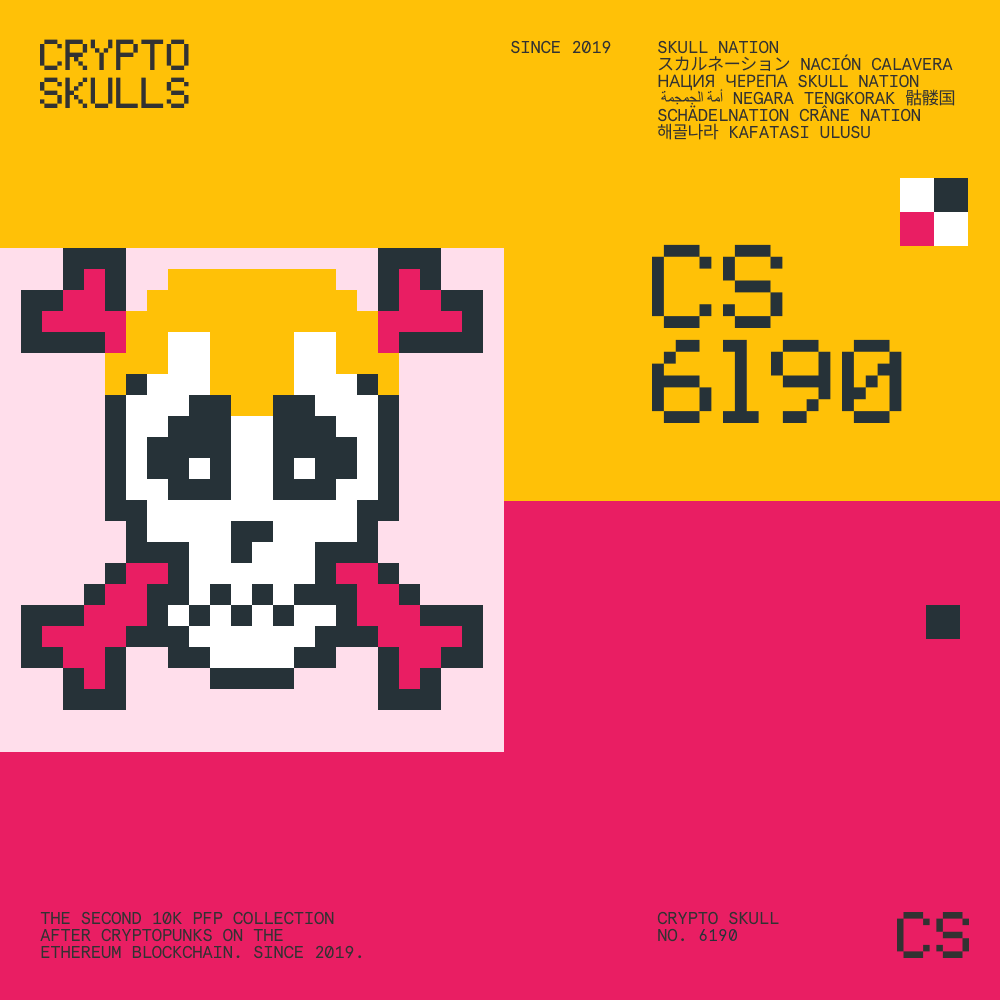 CRYPTO
SKULLS
SINCE 2019
SKULL NATION
スカルネーション NACIÓN CALAVERA
НАЦИЯ ЧЕРЕПА SKULL NATION
أمة الجمجمة NEGARA TENGKORAK 骷髅国
SCHÄDELNATION CRÂNE NATION
해골나라 KAFATASI ULUSU
CS
6190
THE SECOND 10K PFP COLLECTION
AFTER CRYPTOPUNKS ON THE
ETHEREUM BLOCKCHAIN. SINCE 2019.
CRYPTO SKULL
NO. 6190
CS